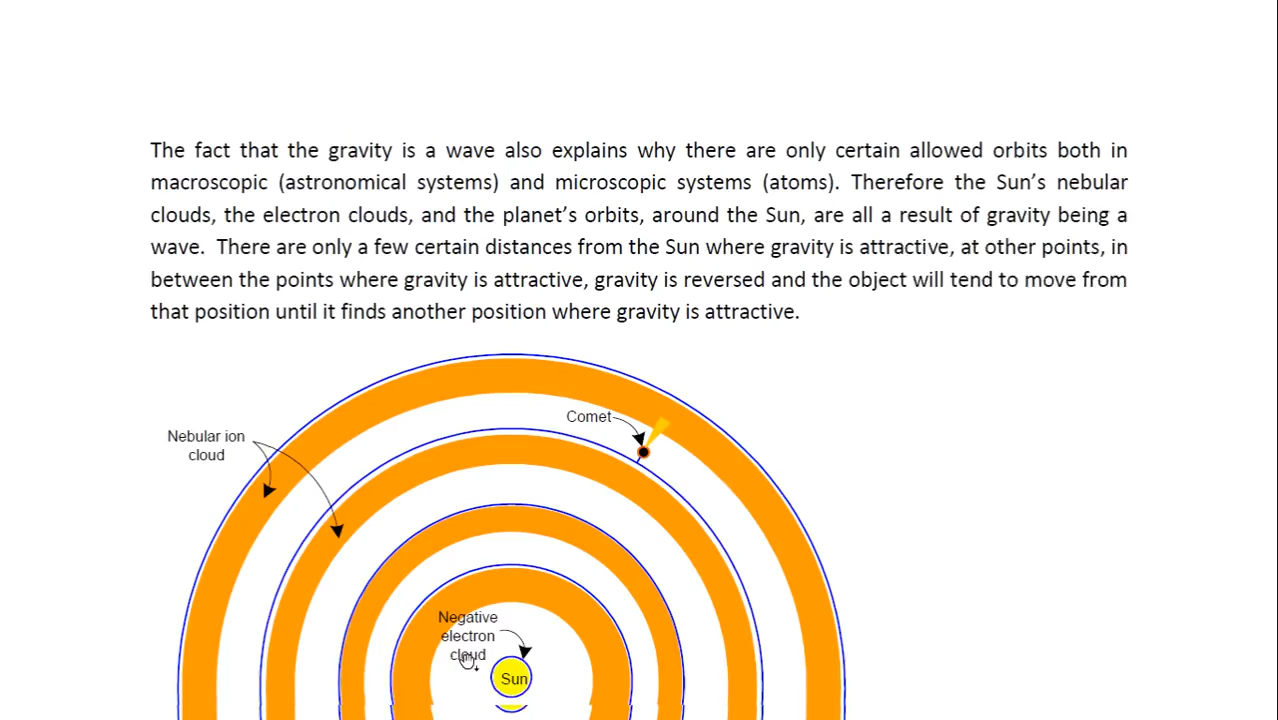 The fact that the gravity is a wave also explains why there are only certain allowed orbits both in
macroscopic (astronomical systems) and microscopic systems (atoms). Therefore the Sun’s nebular
clouds, the electron clouds, and the planet’s orbits, around the Sun, are all a result of gravity being a
wave. There are only a few certain distances from the Sun where gravity is attractive, at other points, in
between the points where gravity is attractive, gravity is reversed and the object will tend to move from
that position until it finds another position where gravity is attractive.
Comet
Nebular ion
cloud
Negative
electron
cloud
Sun